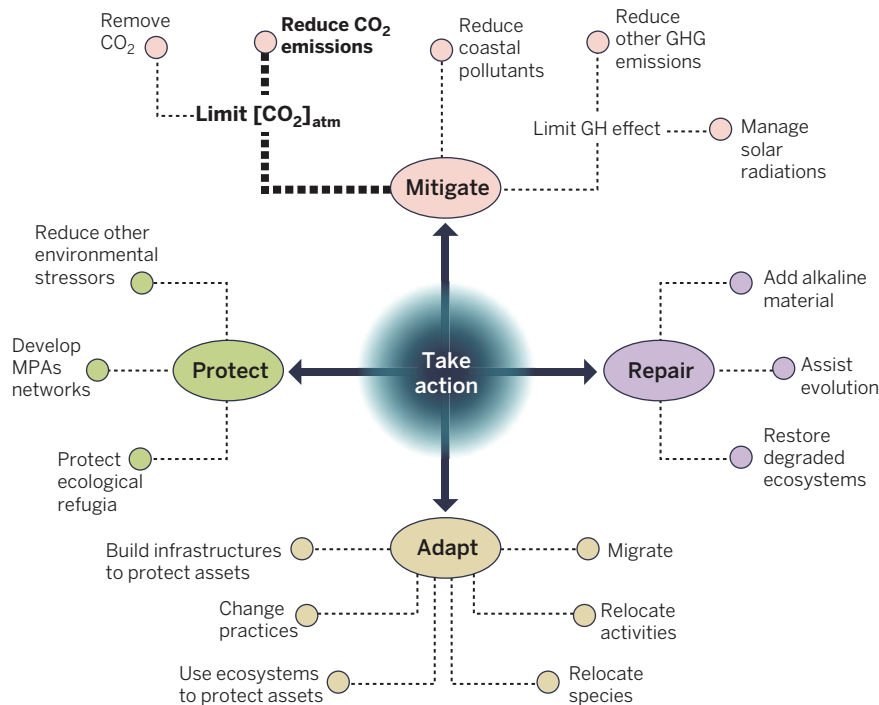 Remove
CO₂
Reduce CO₂
emissions
Reduce
coastal
pollutants
Reduce
other GHG
emissions
Limit [CO₂]atm
Limit GH effect
Manage
solar
radiations
Mitigate
Reduce other
environmental
stressors
Develop
MPAs
networks
Protect
ecological
refugia
Protect
Take
action
Repair
Add alkaline
material
Assist
evolution
Restore
degraded
ecosystems
Adapt
Build infrastructures
to protect assets
Change
practices
Use ecosystems
to protect assets
Migrate
Relocate
activities
Relocate
species